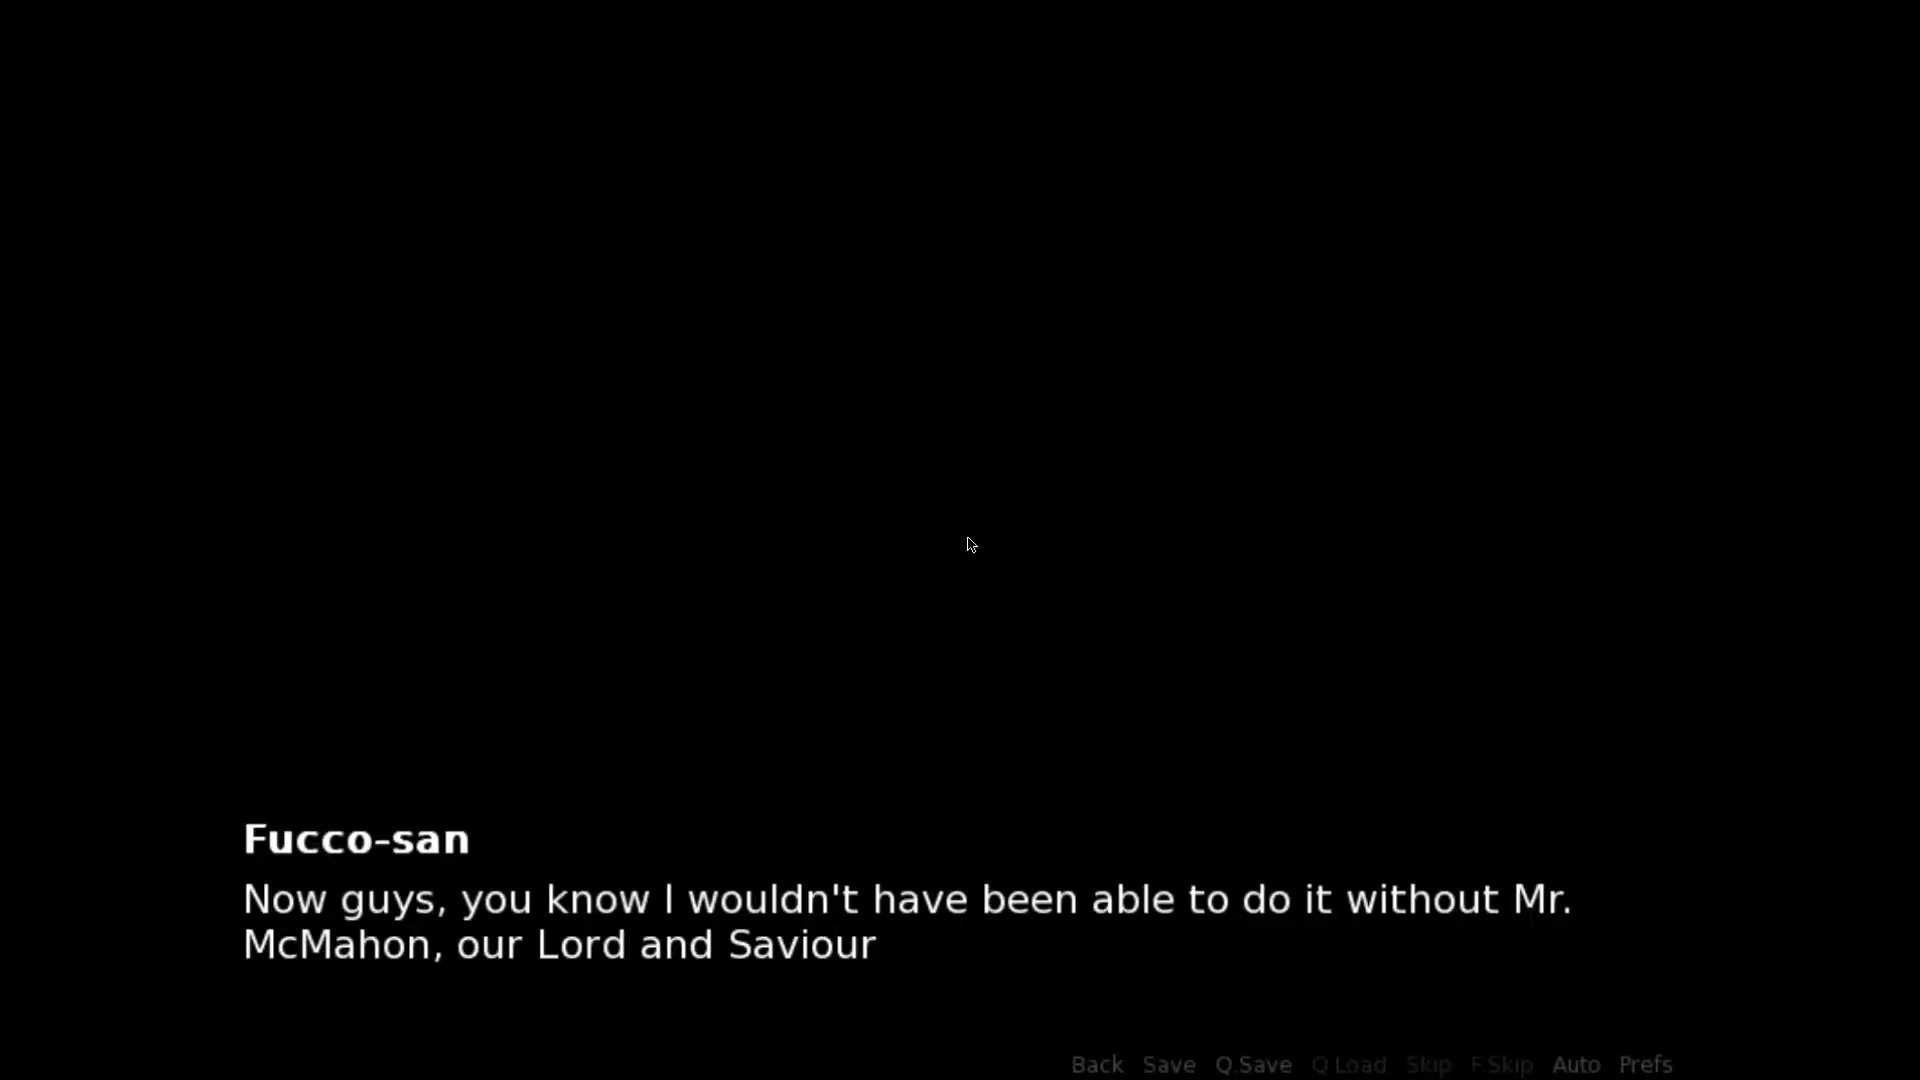 Fucco-san
Now guys, you know I wouldn't have been able to do it without Mr.
McMahon, our Lord and Saviour
Back Save Q.Save Q.Load Skip F.Skip Auto Prefs